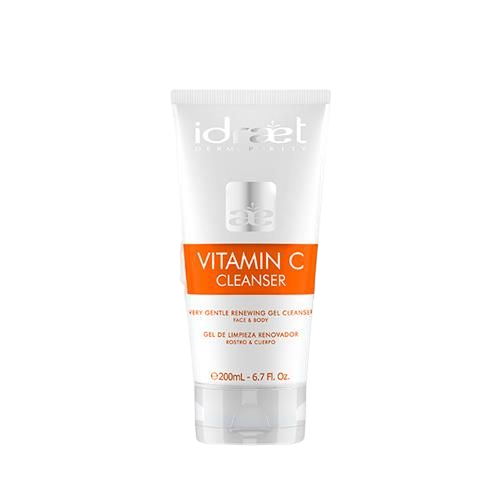 idraet
DERM PURITY
æ
VITAMIN C
CLEANSER
VERY GENTLE RENEWING GEL CLEANSER
FACE & BODY
GEL DE LIMPIEZA RENOVADOR
ROSTRO & CUERPO
e200mL - 6.7 Fl. Oz.